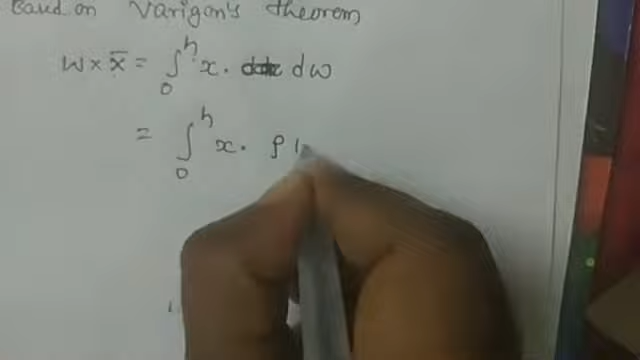 Based on Varigon's theorem
W × x̄ = ∫₀ʰ x. dw
= ∫₀ʰ x. ρ